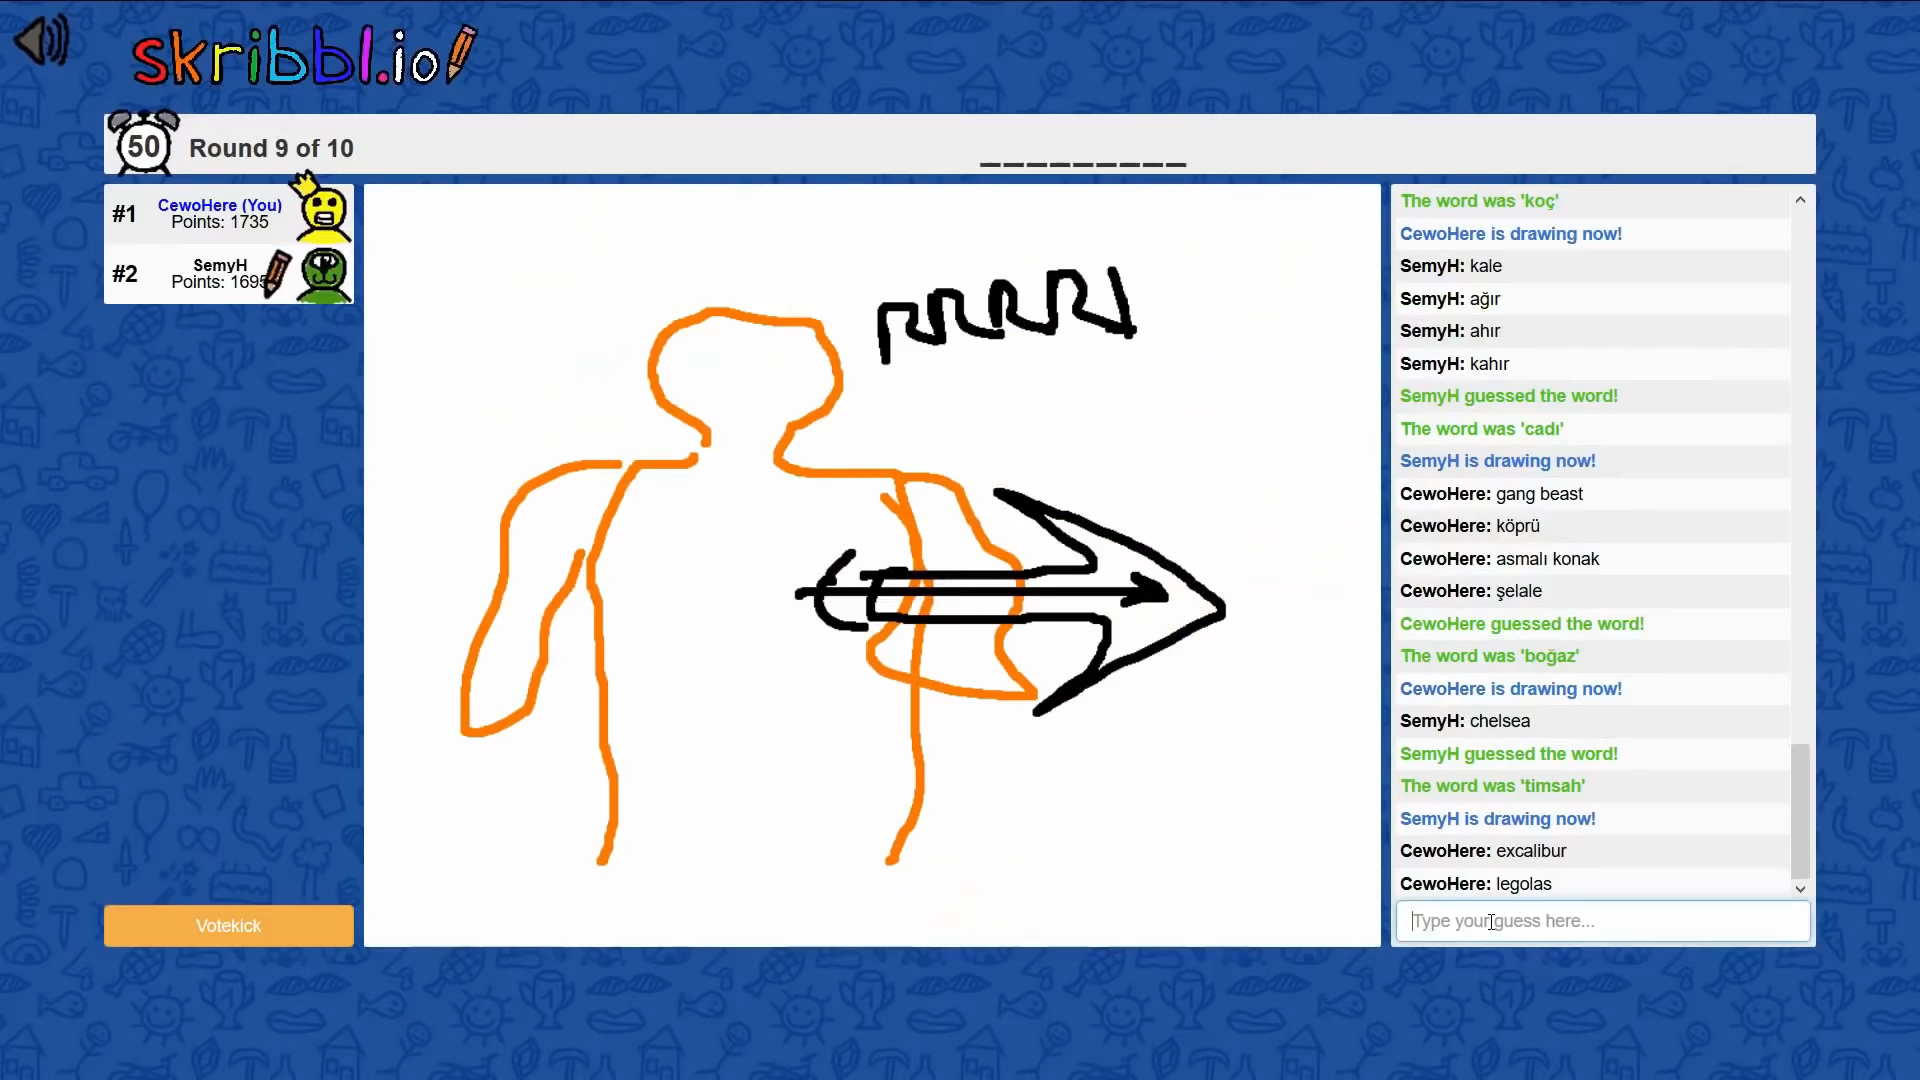 skribbl.io
50
Round 9 of 10
_________
#1
CewoHere (You)
Points: 1735
#2
SemyH
Points: 1695
The word was 'koç'
CewoHere is drawing now!
SemyH: kale
SemyH: ağır
SemyH: ahır
SemyH: kahır
SemyH guessed the word!
The word was 'cadı'
SemyH is drawing now!
CewoHere: gang beast
CewoHere: köprü
CewoHere: asmalı konak
CewoHere: şelale
CewoHere guessed the word!
The word was 'boğaz'
CewoHere is drawing now!
SemyH: chelsea
SemyH guessed the word!
The word was 'timsah'
SemyH is drawing now!
CewoHere: excalibur
CewoHere: legolas
Type your guess here...
Votekick